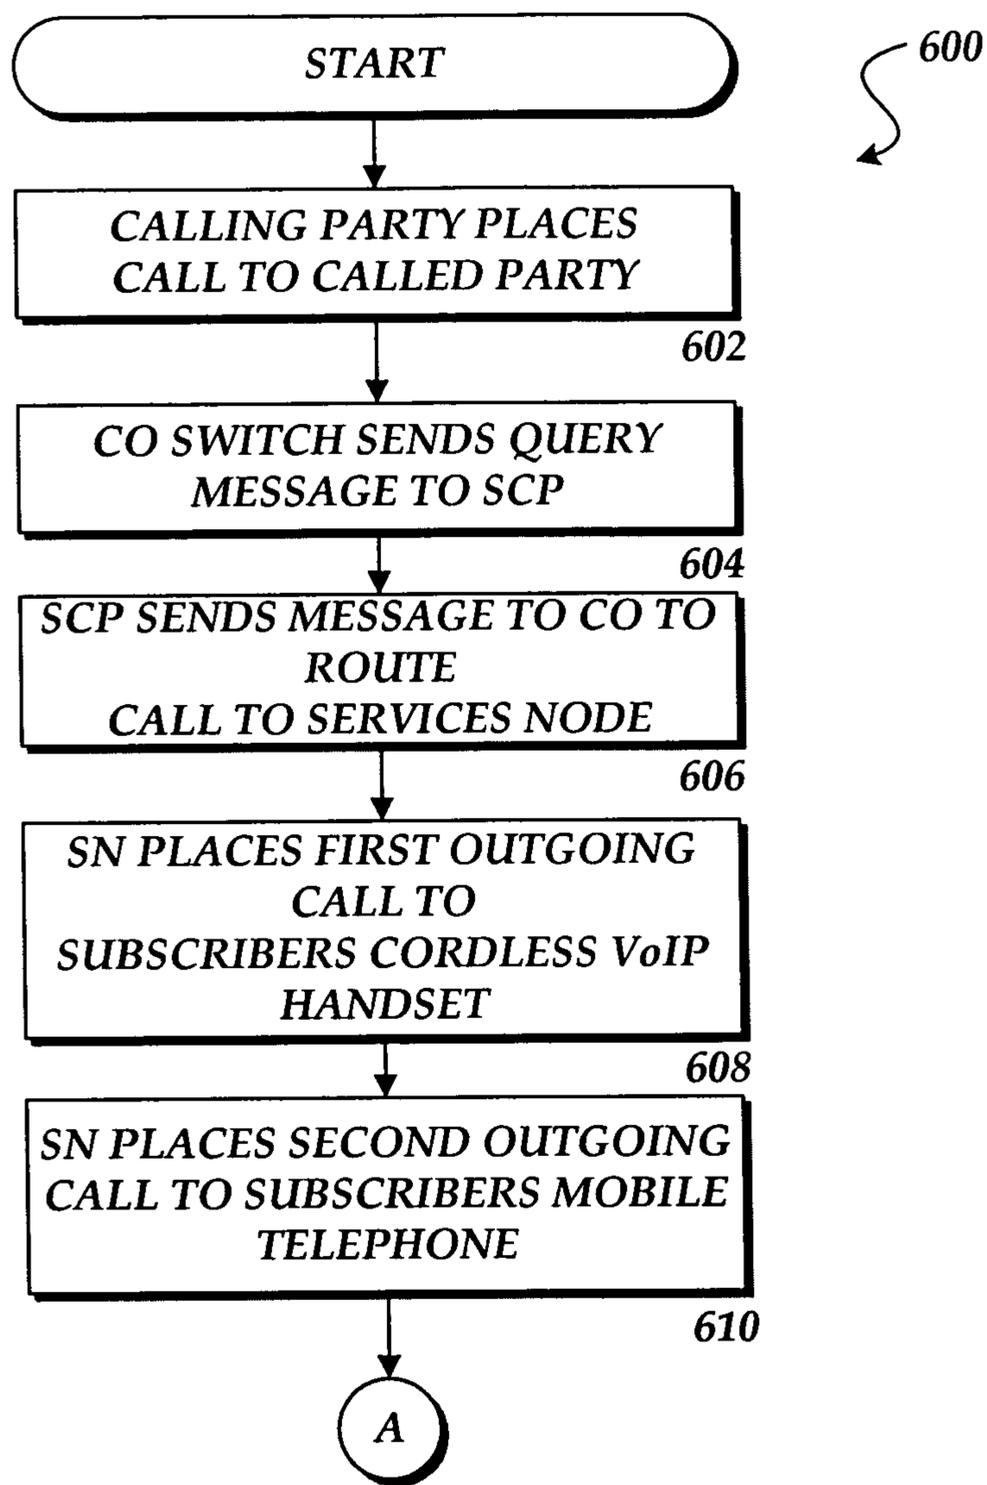 START
600
CALLING PARTY PLACES
CALL TO CALLED PARTY
602
CO SWITCH SENDS QUERY
MESSAGE TO SCP
604
SCP SENDS MESSAGE TO CO TO
ROUTE
CALL TO SERVICES NODE
606
SN PLACES FIRST OUTGOING
CALL TO
SUBSCRIBERS CORDLESS VoIP
HANDSET
608
SN PLACES SECOND OUTGOING
CALL TO SUBSCRIBERS MOBILE
TELEPHONE
610
A